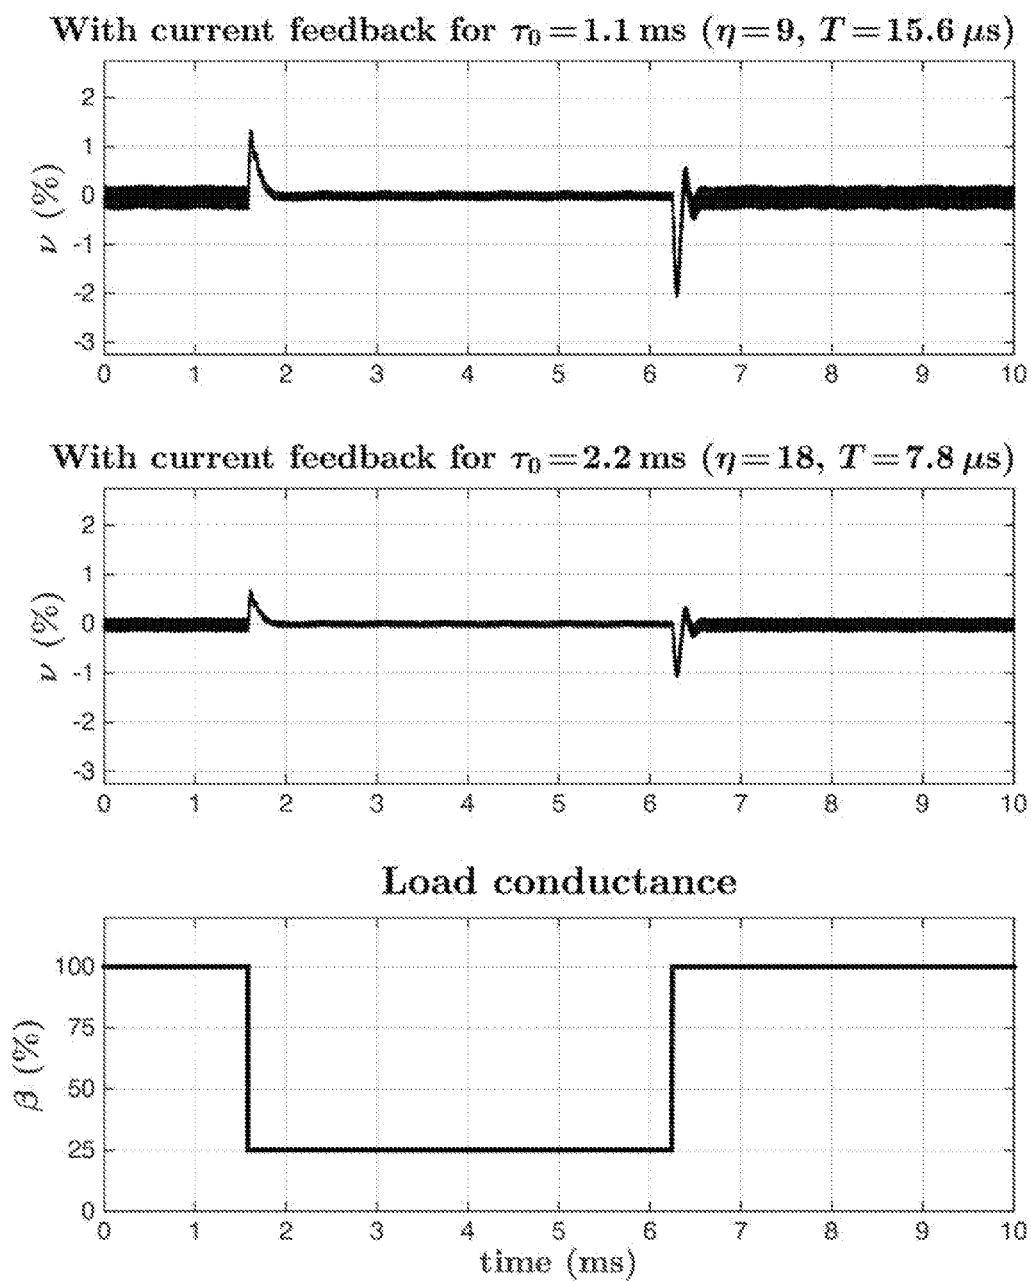 With current feedback for τ₀=1.1 ms (η=9, T=15.6 μs)
2
1
0
-1
-2
-3
ν (%)
0 1 2 3 4 5 6 7 8 9 10
With current feedback for τ₀=2.2 ms (η=18, T=7.8 μs)
2
1
0
-1
-2
-3
ν (%)
0 1 2 3 4 5 6 7 8 9 10
Load conductance
100
75
50
25
0
β (%)
0 1 2 3 4 5 6 7 8 9 10
time (ms)